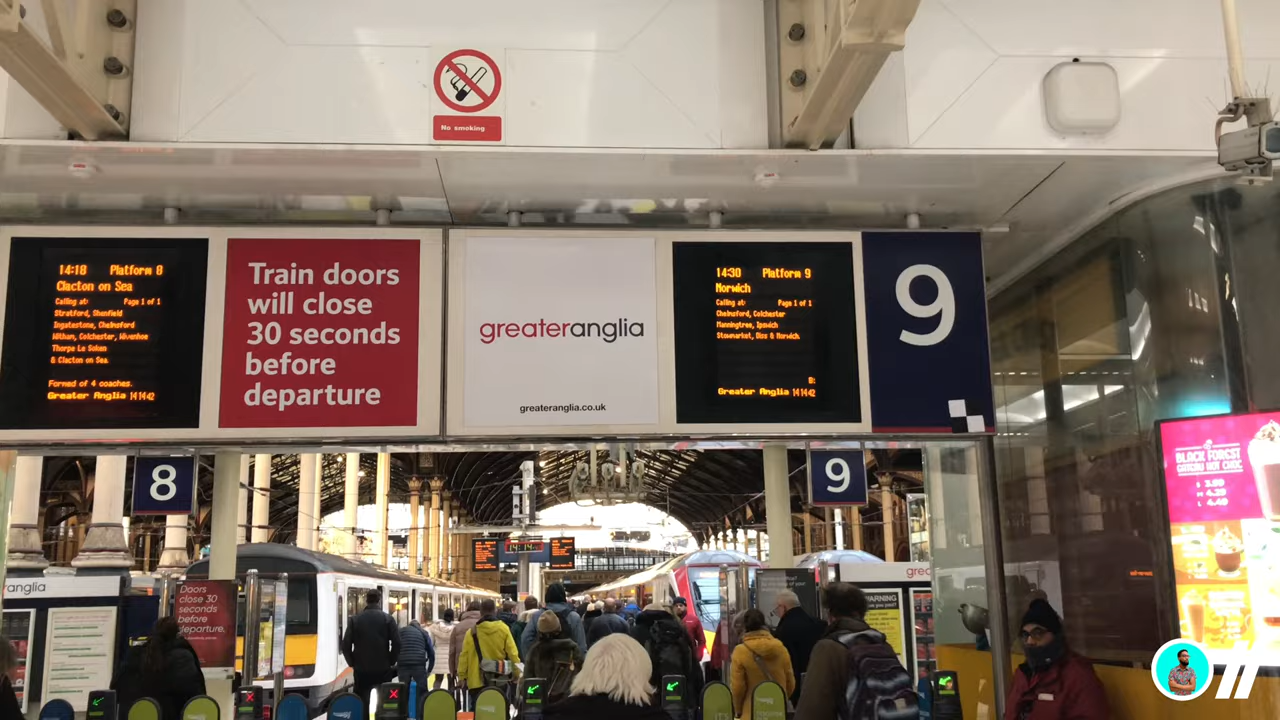 No smoking
14:18 Platform 8
Clacton on Sea
Calling at: Page 1 of 1
Stratford, Shenfield
Ingatestone, Chelmsford
Witham, Colchester, Wivenhoe
Thorpe Le Soken
& Clacton on Sea.
Formed of 4 coaches.
Greater Anglia 14:14:42
Train doors
will close
30 seconds
before
departure
greateranglia
greateranglia.co.uk
14:30 Platform 9
Norwich
Calling at: Page 1 of 1
Chelmsford, Colchester
Manningtree, Ipswich
Stowmarket, Diss & Norwich.
Greater Anglia 14:14:42
9
8
9
anglia
Doors
close 30
seconds
before
departure.
WARNING
BLACK FOREST
GATEAU HOT CHOC